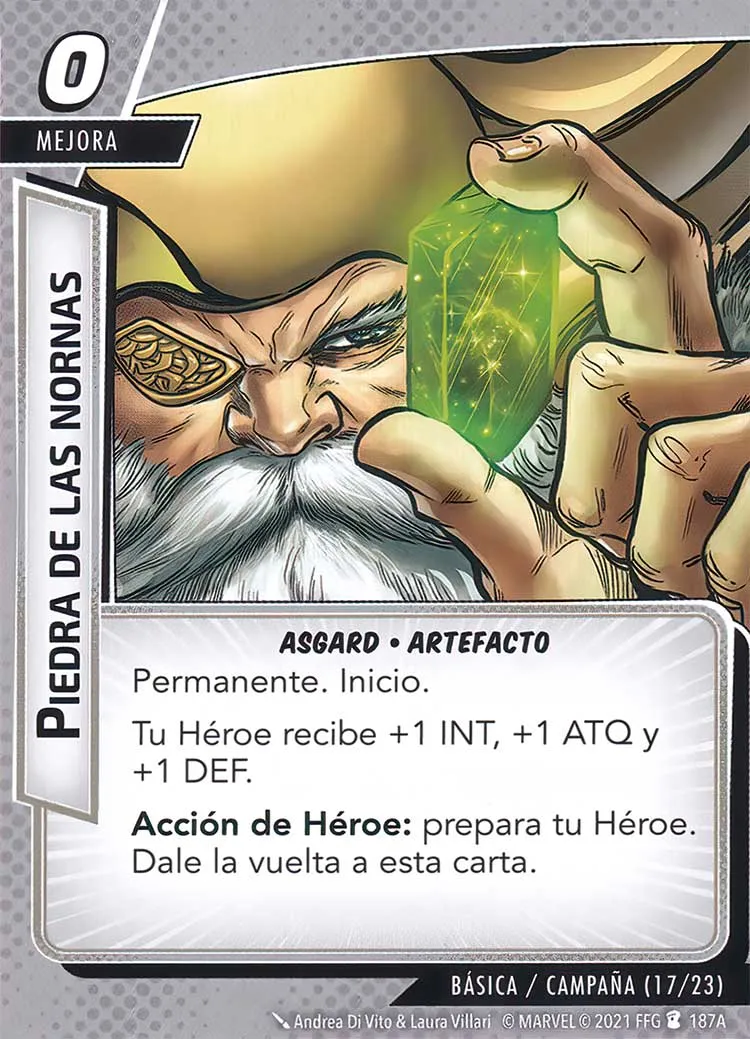 0
MEJORA
PIEDRA DE LAS NORNAS
ASGARD • ARTEFACTO
Permanente. Inicio.
Tu Héroe recibe +1 INT, +1 ATQ y
+1 DEF.
Acción de Héroe: prepara tu Héroe.
Dale la vuelta a esta carta.
BÁSICA / CAMPAÑA (17/23)
Andrea Di Vito & Laura Villari © MARVEL © 2021 FFG 187A